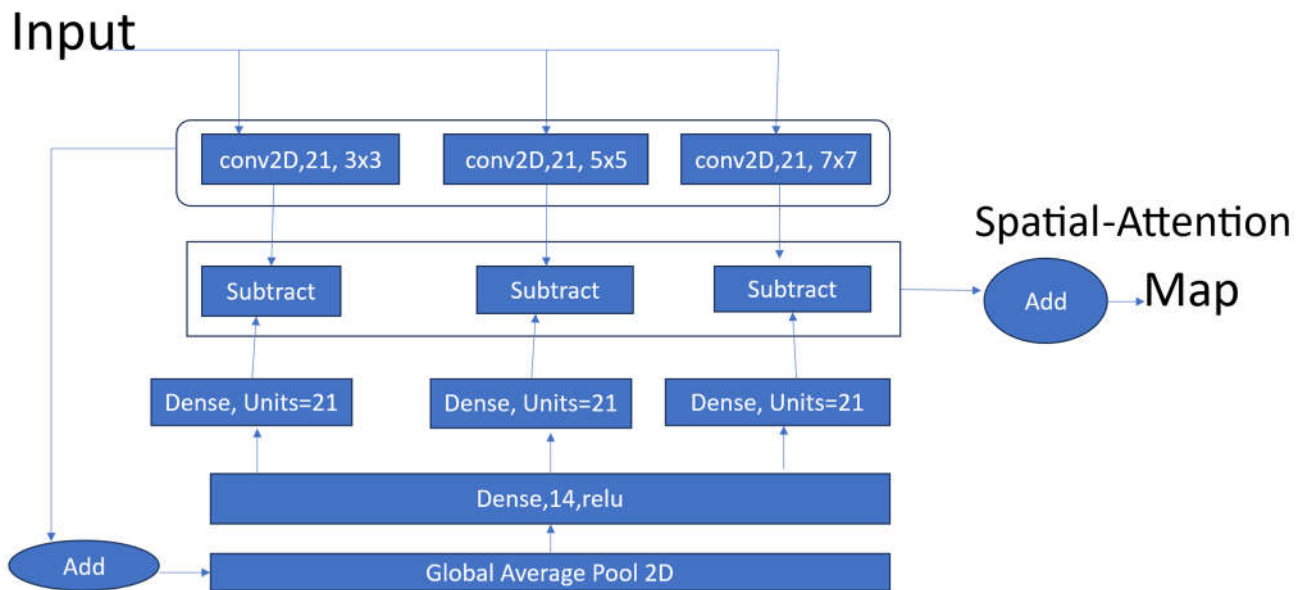 Input
conv2D,21, 3x3
conv2D,21, 5x5
conv2D,21, 7x7
Spatial-Attention
Subtract
Subtract
Subtract
Add
Map
Dense, Units=21
Dense, Units=21
Dense, Units=21
Dense,14,relu
Add
Global Average Pool 2D